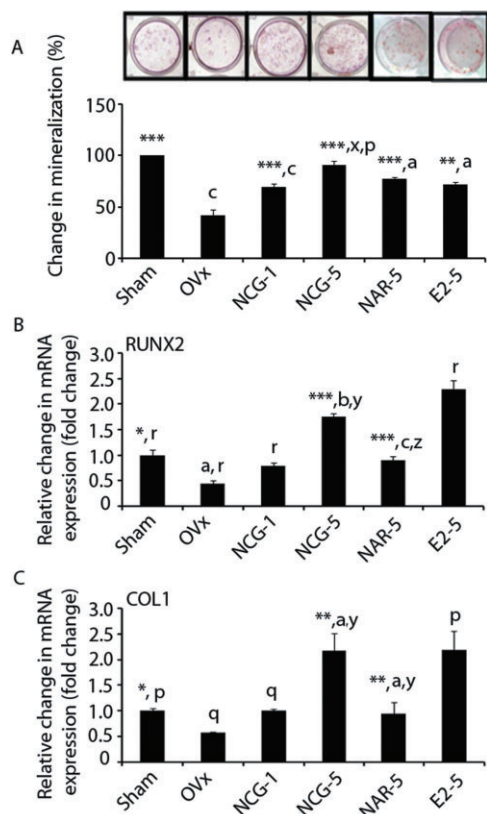 A
Change in mineralization (%)
150
100
50
0
***
c
***,c
***,x,p
***,a
**, a
Sham
OVx
NCG-1
NCG-5
NAR-5
E2-5
B
RUNX2
Relative change in mRNA
expression (fold change)
3.0
2.5
2.0
1.5
1.0
0.5
0
*, r
a, r
r
***,b,y
***,c,z
r
Sham
OVx
NCG-1
NCG-5
NAR-5
E2-5
C
COL1
Relative change in mRNA
expression (fold change)
3.0
2.5
2.0
1.5
1.0
0.5
0.0
*, p
q
q
**,a,y
**,a,y
p
Sham
OVx
NCG-1
NCG-5
NAR-5
E2-5